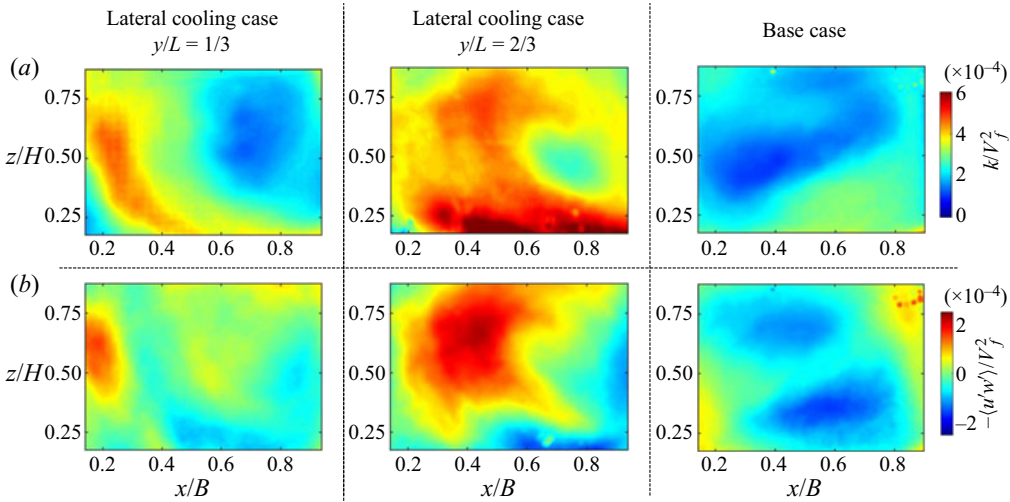 Lateral cooling case
y/L = 1/3
Lateral cooling case
y/L = 2/3
Base case
(a)
(×10⁻⁴)
z/H
0.75
0.50
0.25
0.2 0.4 0.6 0.8
0.75
0.50
0.25
0.2 0.4 0.6 0.8
0.75
0.50
0.25
0.2 0.4 0.6 0.8
6
4
2
0
k/V_f^2
(b)
(×10⁻⁴)
z/H
0.75
0.50
0.25
0.2 0.4 0.6 0.8
x/B
0.75
0.50
0.25
0.2 0.4 0.6 0.8
x/B
0.75
0.50
0.25
0.2 0.4 0.6 0.8
x/B
2
0
–2
–⟨u′w′⟩/V_f^2